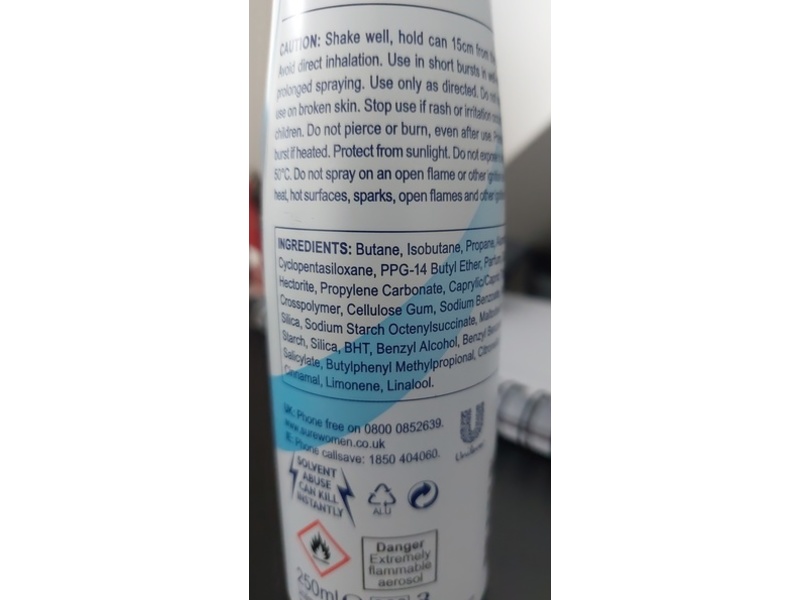 CAUTION: Shake well, hold can 15cm from
Avoid direct inhalation. Use in short bursts in
prolonged spraying. Use only as directed. Do
use on broken skin. Stop use if rash or irritation
children. Do not pierce or burn, even after use.
burst if heated. Protect from sunlight. Do not
50°C. Do not spray on an open flame or other
heat, hot surfaces, sparks, open flames and other
INGREDIENTS: Butane, Isobutane, Propane,
Cyclopentasiloxane, PPG-14 Butyl Ether, Parfum,
Hectorite, Propylene Carbonate, Caprylic/
Crosspolymer, Cellulose Gum, Sodium
Silica, Sodium Starch Octenylsuccinate,
Starch, Silica, BHT, Benzyl Alcohol, Benzyl
Salicylate, Butylphenyl Methylpropional,
Cinnamal, Limonene, Linalool.
UK: Phone free on 0800 0852639.
www.surewomen.co.uk
IE: Phone callsave: 1850 404060.
Unilever
SOLVENT
ABUSE
CAN KILL
INSTANTLY
ALU
Danger
Extremely
flammable
aerosol
250ml